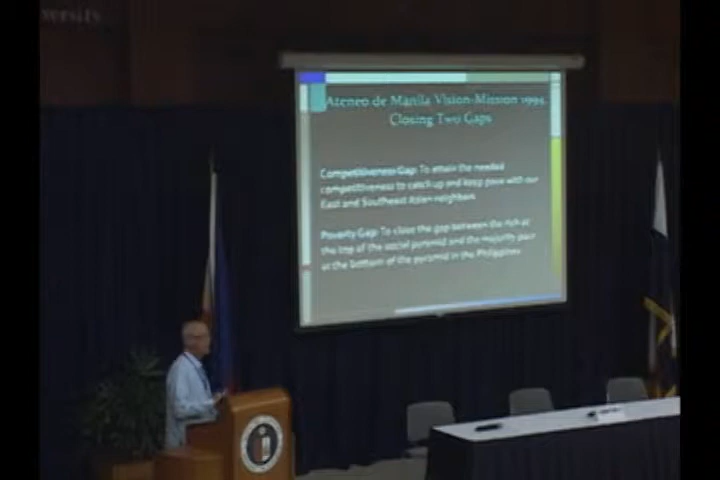 versity
Ateneo de Manila Vision-Mission 1994
Closing Two Gaps
Competitiveness Gap: To attain the needed
competitiveness to catch up and keep pace with our
East and Southeast Asian neighbors
Poverty Gap: To close the gap between the rich at
the top of the social pyramid and the majority poor
at the bottom of the pyramid in the Philippines